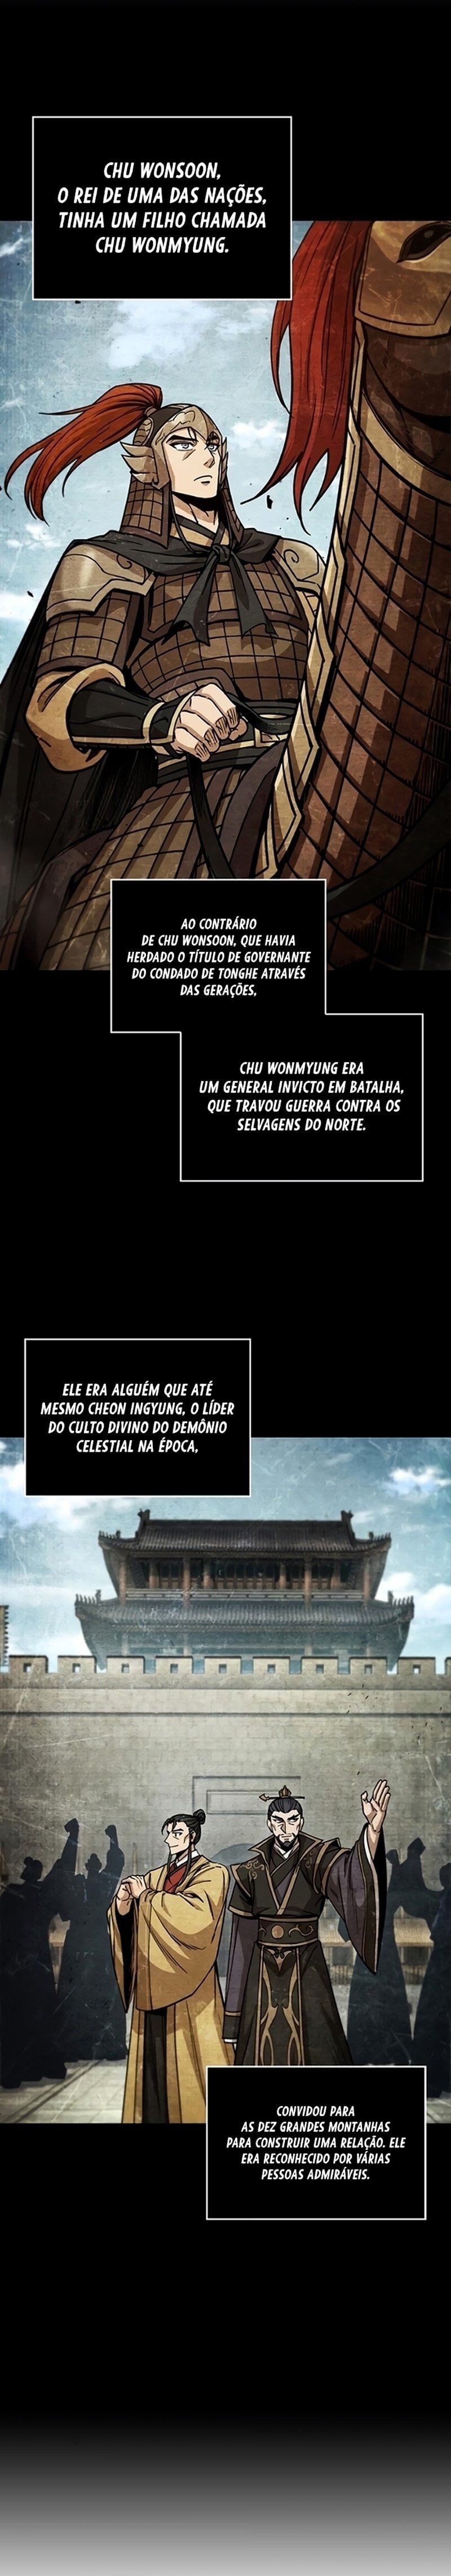 CHU WONSOON,
O REI DE UMA DAS NAÇÕES,
TINHA UM FILHO CHAMADA
CHU WONMYUNG.
AO CONTRÁRIO
DE CHU WONSOON, QUE HAVIA
HERDADO O TÍTULO DE GOVERNANTE
DO CONDADO DE TONGHE ATRAVÉS
DAS GERAÇÕES,
CHU WONMYUNG ERA
UM GENERAL INVICTO EM BATALHA,
QUE TRAVOU GUERRA CONTRA OS
SELVAGENS DO NORTE.
ELE ERA ALGUÉM QUE ATÉ
MESMO CHEON INGYUNG, O LÍDER
DO CULTO DIVINO DO DEMÔNIO
CELESTIAL NA ÉPOCA,
CONVIDOU PARA
AS DEZ GRANDES MONTANHAS
PARA CONSTRUIR UMA RELAÇÃO. ELE
ERA RECONHECIDO POR VÁRIAS
PESSOAS ADMIRÁVEIS.